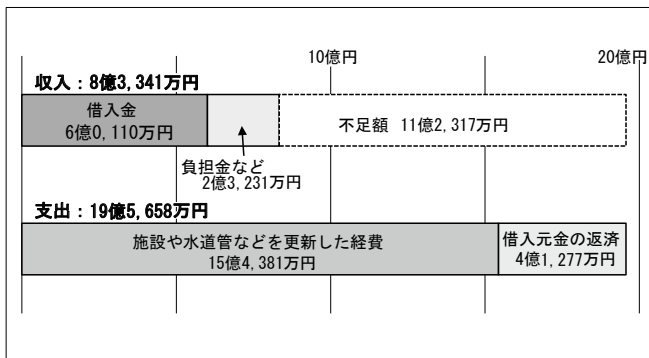 10億円
20億円
収入：8億3,341万円
借入金
6億0,110万円
不足額 11億2,317万円
負担金など
2億3,231万円
支出：19億5,658万円
施設や水道管などを更新した経費
15億4,381万円
借入元金の返済
4億1,277万円